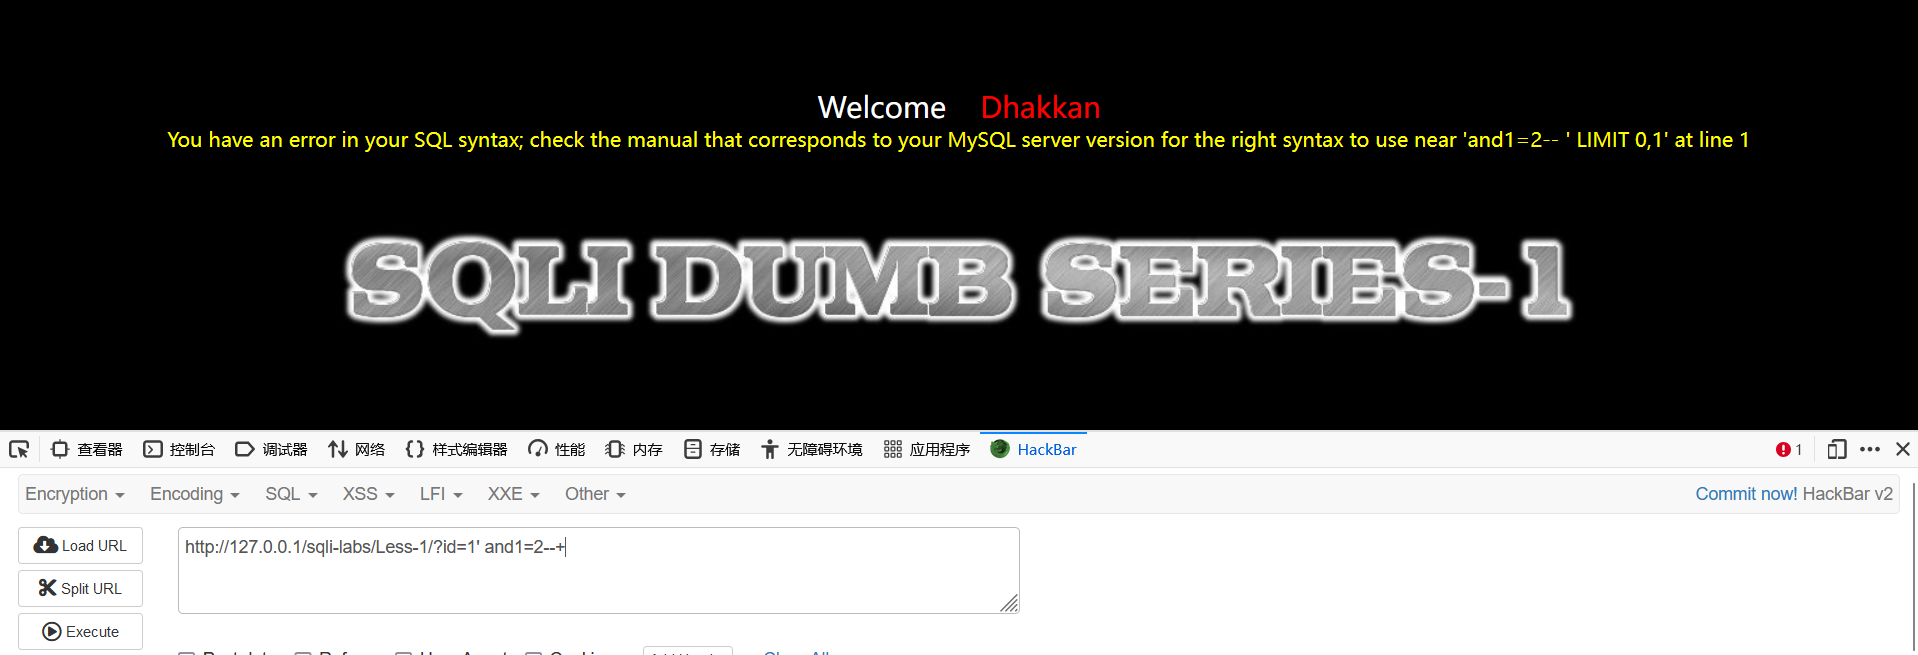 Welcome Dhakkan
You have an error in your SQL syntax; check the manual that corresponds to your MySQL server version for the right syntax to use near 'and1=2-- ' LIMIT 0,1' at line 1
SQLI DUMB SERIES-1
查看器 控制台 调试器 网络 样式编辑器 性能 内存 存储 无障碍环境 应用程序 HackBar 1
Encryption Encoding SQL XSS LFI XXE Other Commit now! HackBar v2
Load URL http://127.0.0.1/sqli-labs/Less-1/?id=1' and1=2--+
Split URL
Execute